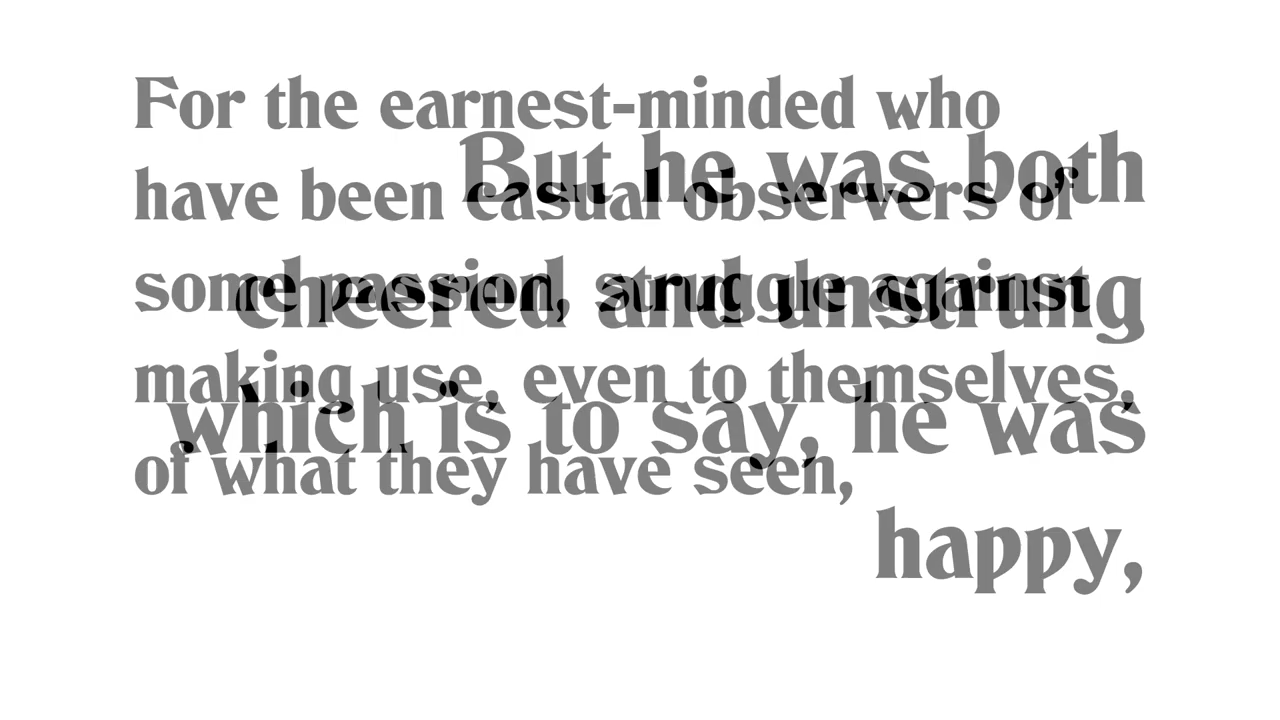 For the earnest-minded who
have been casual observers of
some passion, struggle against
making use, even to themselves,
of what they have seen,
But he was both
cheered and unstrung
which is to say, he was
happy,